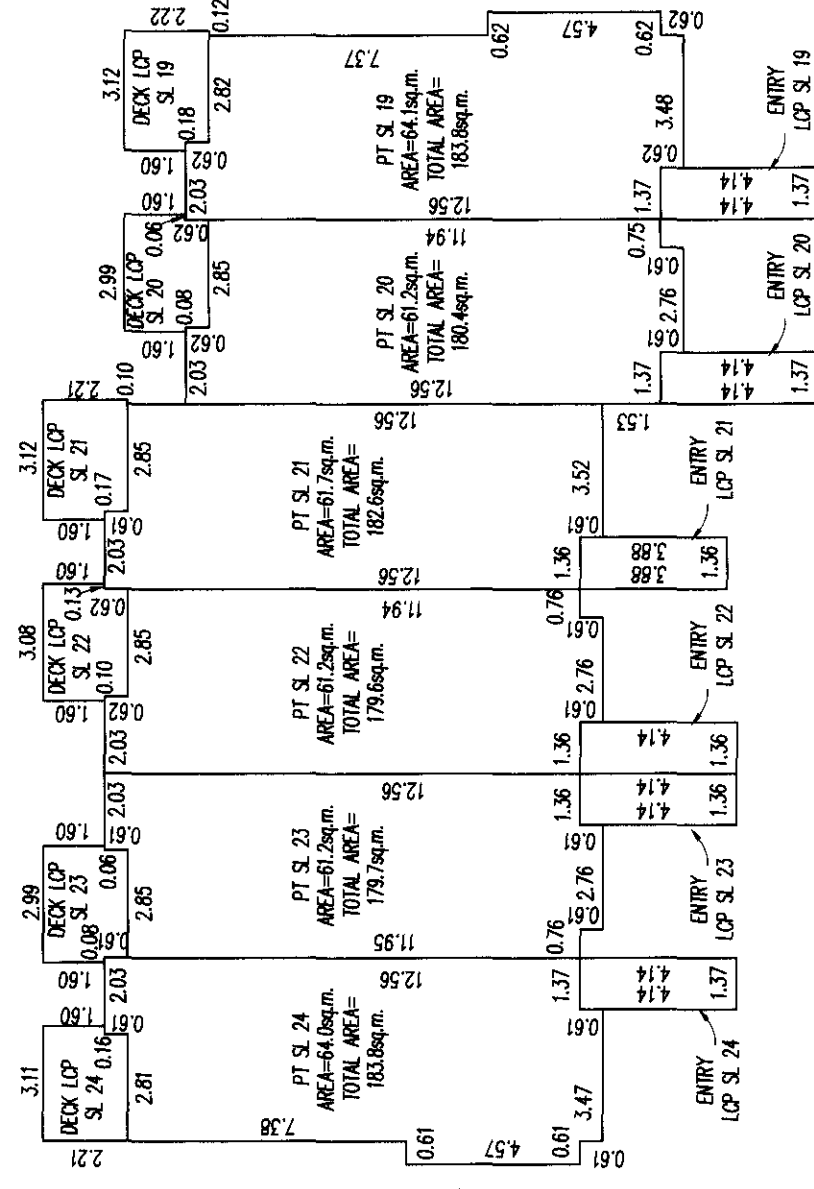 2.22
0.12
3.12
DECK LCP
SL 19
0.18
2.82
1.60
0.62
2.03
7.37
0.62
4.57
0.62
0.62
PT SL 19
AREA=64.1sq.m.
TOTAL AREA=
183.8sq.m.
12.56
3.48
0.62
1.37
4.14
1.37
ENTRY
LCP SL 19
2.99
DECK LCP
SL 20
0.06
0.08
1.60
0.62
2.85
1.60
0.62
2.03
11.94
PT SL 20
AREA=61.2sq.m.
TOTAL AREA=
180.4sq.m.
12.56
0.75
0.61
2.76
0.61
1.37
4.14
4.14
4.14
1.37
ENTRY
LCP SL 20
2.21
0.10
3.12
DECK LCP
SL 21
0.17
2.85
1.60
0.61
2.03
12.56
PT SL 21
AREA=61.7sq.m.
TOTAL AREA=
182.6sq.m.
12.56
1.53
3.52
0.61
1.36
3.88
3.88
1.36
ENTRY
LCP SL 21
3.08
DECK LCP
SL 22
0.13
0.10
1.60
0.62
2.85
1.60
0.62
2.03
11.94
PT SL 22
AREA=61.2sq.m.
TOTAL AREA=
179.6sq.m.
12.56
0.76
0.61
2.76
0.61
1.36
4.14
1.36
ENTRY
LCP SL 22
2.99
DECK LCP
SL 23
0.08
0.06
1.60
0.61
2.03
2.85
0.61
11.95
PT SL 23
AREA=61.2sq.m.
TOTAL AREA=
179.7sq.m.
0.76
0.61
2.76
0.61
1.36
4.14
4.14
1.36
ENTRY
LCP SL 23
2.21
3.11
DECK LCP
SL 24
0.16
2.81
1.60
0.61
1.60
2.03
7.38
PT SL 24
AREA=64.0sq.m.
TOTAL AREA=
183.8sq.m.
12.56
0.61
4.57
0.61
0.61
3.47
0.61
1.37
4.14
4.14
1.37
ENTRY
LCP SL 24